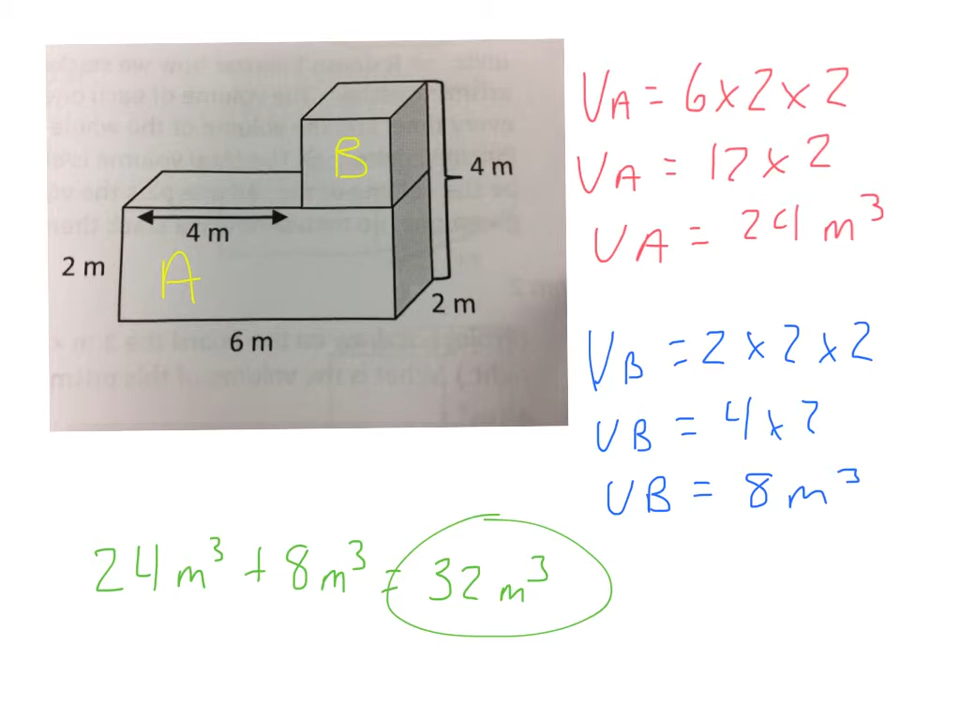 B
4 m
4 m
2 m
A
2 m
6 m
VA = 6 x 2 x 2
VA = 12 x 2
VA = 24 m³
VB = 2 x 2 x 2
VB = 4 x 2
VB = 8 m³
24 m³ + 8 m³ = 32 m³